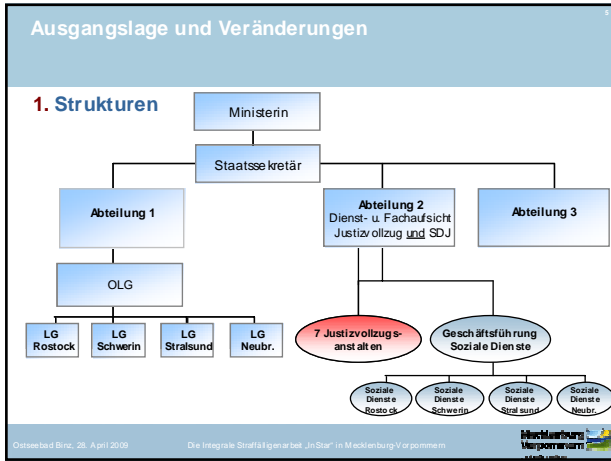 Ausgangslage und Veränderungen
1. Strukturen
Ministerin
Staatssekretär
Abteilung 1
Abteilung 2
Dienst- u. Fachaufsicht
Justizvollzug und SDJ
Abteilung 3
OLG
LG
Rostock
LG
Schwerin
LG
Stralsund
LG
Neubr.
7 Justizvollzugs-
anstalten
Geschäftsführung
Soziale Dienste
Soziale
Dienste
Rostock
Soziale
Dienste
Schwerin
Soziale
Dienste
Stralsund
Soziale
Dienste
Neubr.
Ostseebad Binz, 28. April 2009
Die Integrale Straffälligenarbeit „InStar“ in Mecklenburg-Vorpommern
Mecklenburg
Vorpommern